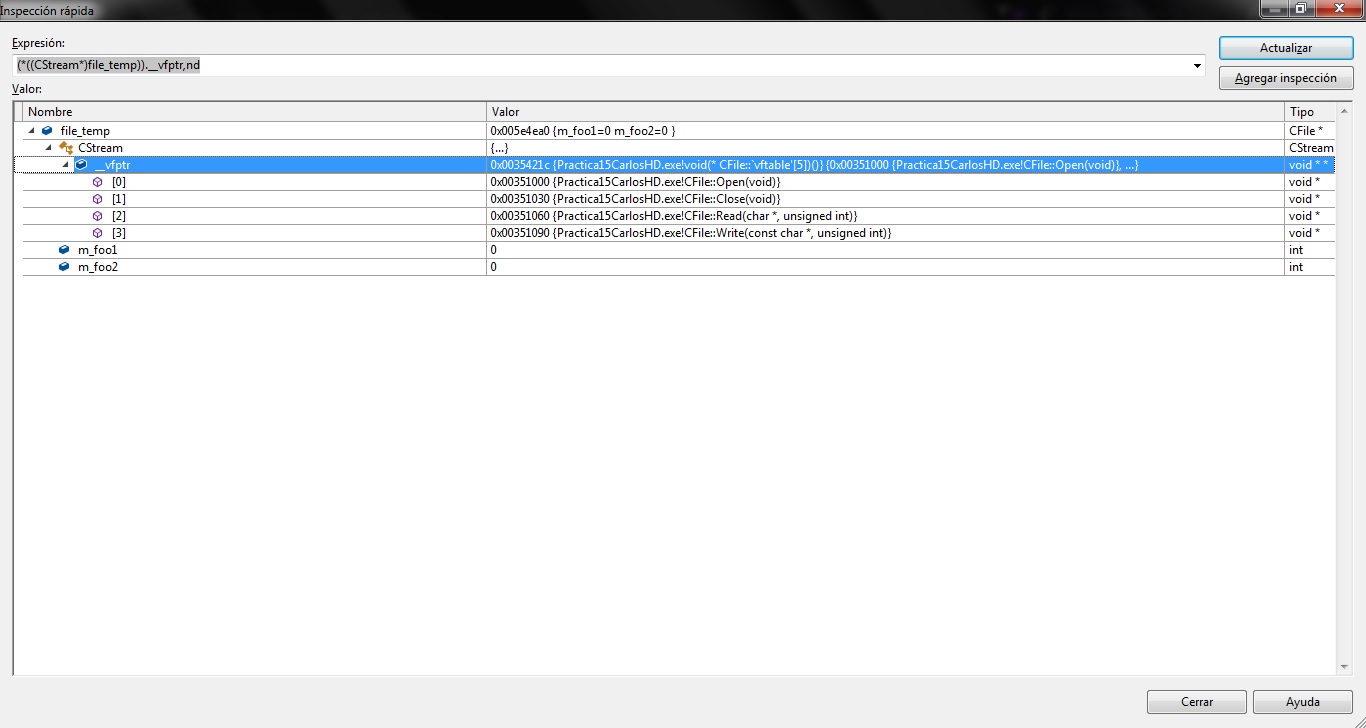 Inspección rápida
Expresión:
(*((CStream*)file_temp)).__vfptr,nd
Actualizar
Agregar inspección
Valor:
Nombre Valor Tipo
file_temp 0x005e4ea0 {m_foo1=0 m_foo2=0 } CFile *
CStream {...} CStream
__vfptr 0x0035421c {Practica15CarlosHD.exe!void(* CFile::`vftable'[5])()} {0x00351000 {Practica15CarlosHD.exe!CFile::Open(void)}, ...} void * *
[0] 0x00351000 {Practica15CarlosHD.exe!CFile::Open(void)} void *
[1] 0x00351030 {Practica15CarlosHD.exe!CFile::Close(void)} void *
[2] 0x00351060 {Practica15CarlosHD.exe!CFile::Read(char *, unsigned int)} void *
[3] 0x00351090 {Practica15CarlosHD.exe!CFile::Write(const char *, unsigned int)} void *
m_foo1 0 int
m_foo2 0 int
Cerrar Ayuda